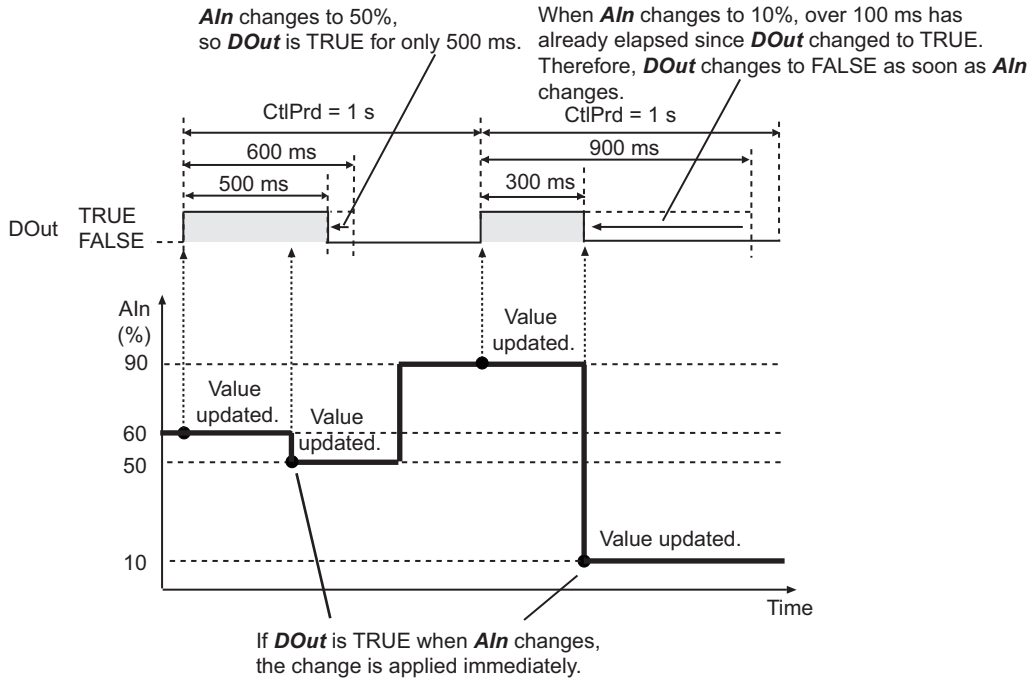 AIn changes to 50%,
so DOut is TRUE for only 500 ms.
When AIn changes to 10%, over 100 ms has
already elapsed since DOut changed to TRUE.
Therefore, DOut changes to FALSE as soon as AIn
changes.
CtlPrd = 1 s
CtlPrd = 1 s
600 ms
900 ms
500 ms
300 ms
DOut
TRUE
FALSE
AIn
(%)
90
60
50
10
Value
updated.
Value
updated.
Value
updated.
Value updated.
Time
If DOut is TRUE when AIn changes,
the change is applied immediately.